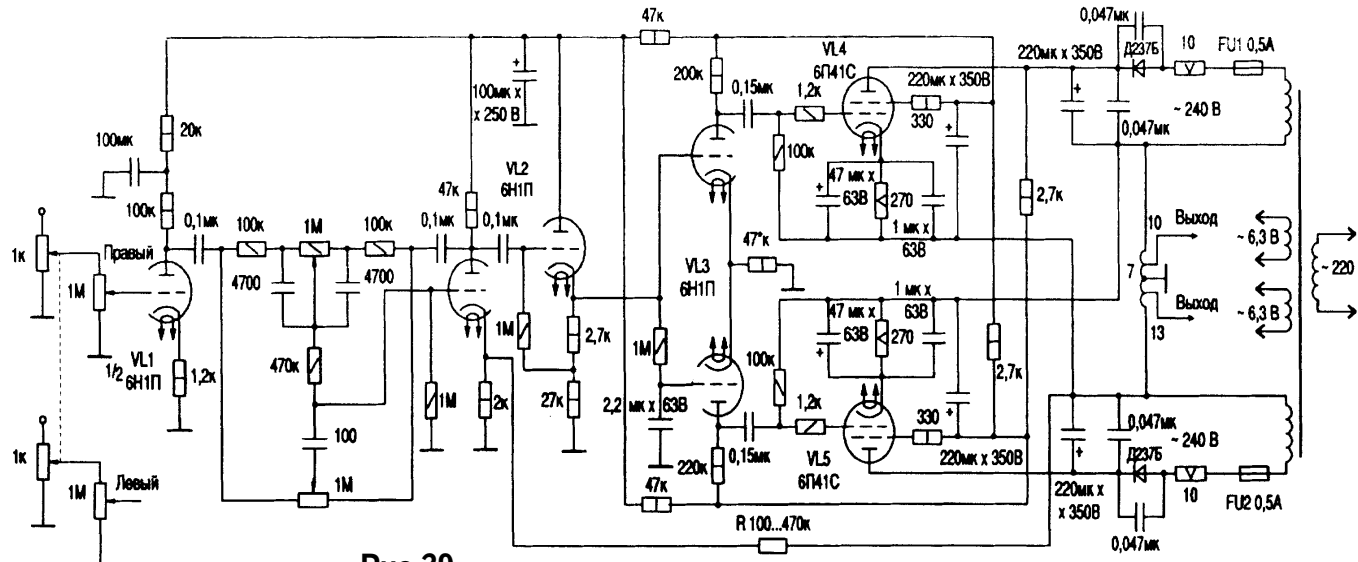 47к
VL4
6П41С
0,047мк
Д237Б
10
FU1 0,5А
220мк х 350В
200к
0,15мк
1,2к
220мк х 350В
330
~ 240 В
0,047мк
100мк х
х 250 В
100мк
20к
VL2
6Н1П
100к
47 мк х
63В
270
1 мк х
63В
2,7к
47к
100к
0,1мк
100к
1М
100к
0,1мк
0,1мк
1к
Правый
1М
4700
4700
47*к
VL3
6Н1П
10
Выход
7
~ 6,3 В
~ 220
Выход
13
~ 6,3 В
VL1
1/2 6Н1П
1,2к
470к
1М
1М
2к
2,7к
27к
1М
2,2 мк х 63В
100к
47 мк х
63В
270
1 мк х
63В
2,7к
1к
1М
Левый
100
1М
220к
0,15мк
1,2к
VL5
6П41С
330
220мк х 350В
0,047мк
~ 240 В
Д237Б
10
FU2 0,5А
220мк х
х 350В
0,047мк
47к
R 100...470к